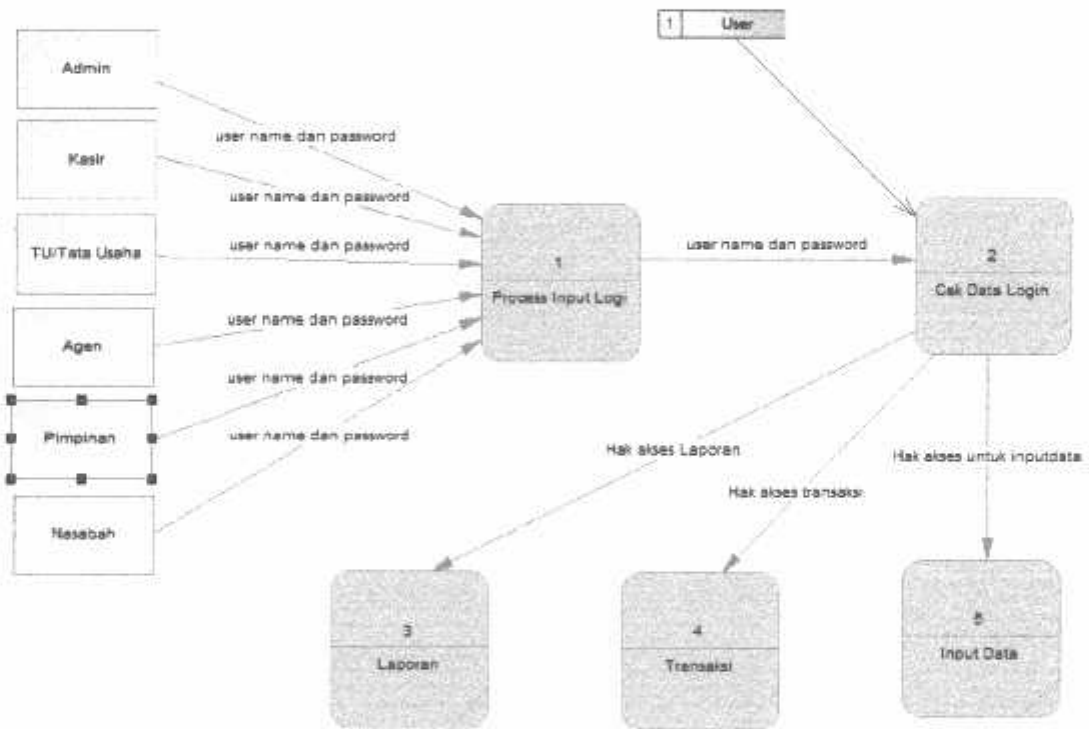 1 User
Admin
user name dan password
Kasir
user name dan password
TU/Tata Usaha
user name dan password
1
Process Input Logi
user name dan password
2
Cek Data Login
Agen
user name dan password
Pimpinan
user name dan password
Nasabah
user name dan password
Hak akses Laporan
Hak akses transaksi
Hak akses untuk inputdata
3
Laporan
4
Transaksi
5
Input Data